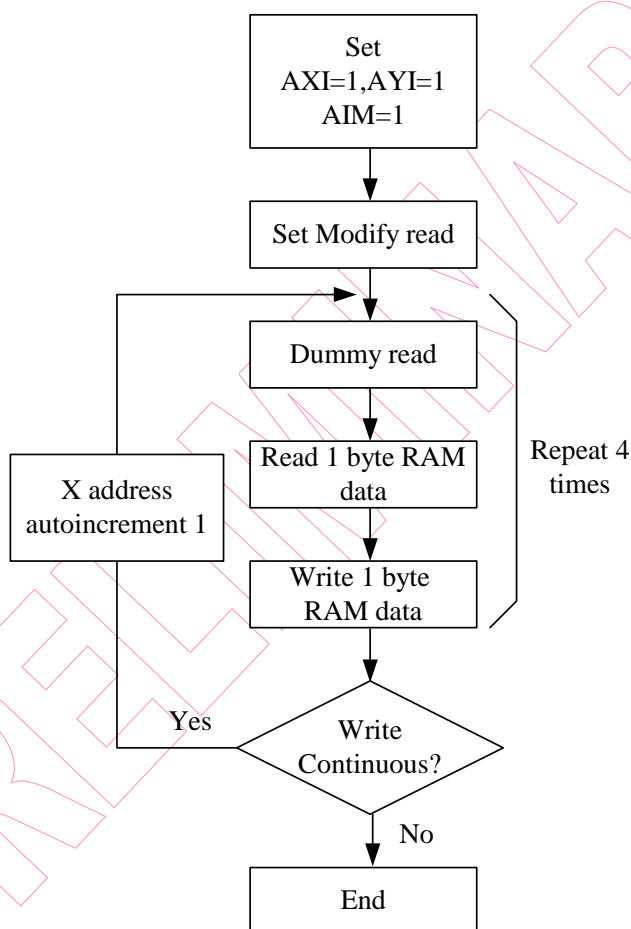 Set
AXI=1,AYI=1
AIM=1
Set Modify read
Dummy read
Read 1 byte RAM
data
Write 1 byte
RAM data
Repeat 4
times
X address
autoincrement 1
Write
Continuous?
Yes
No
End